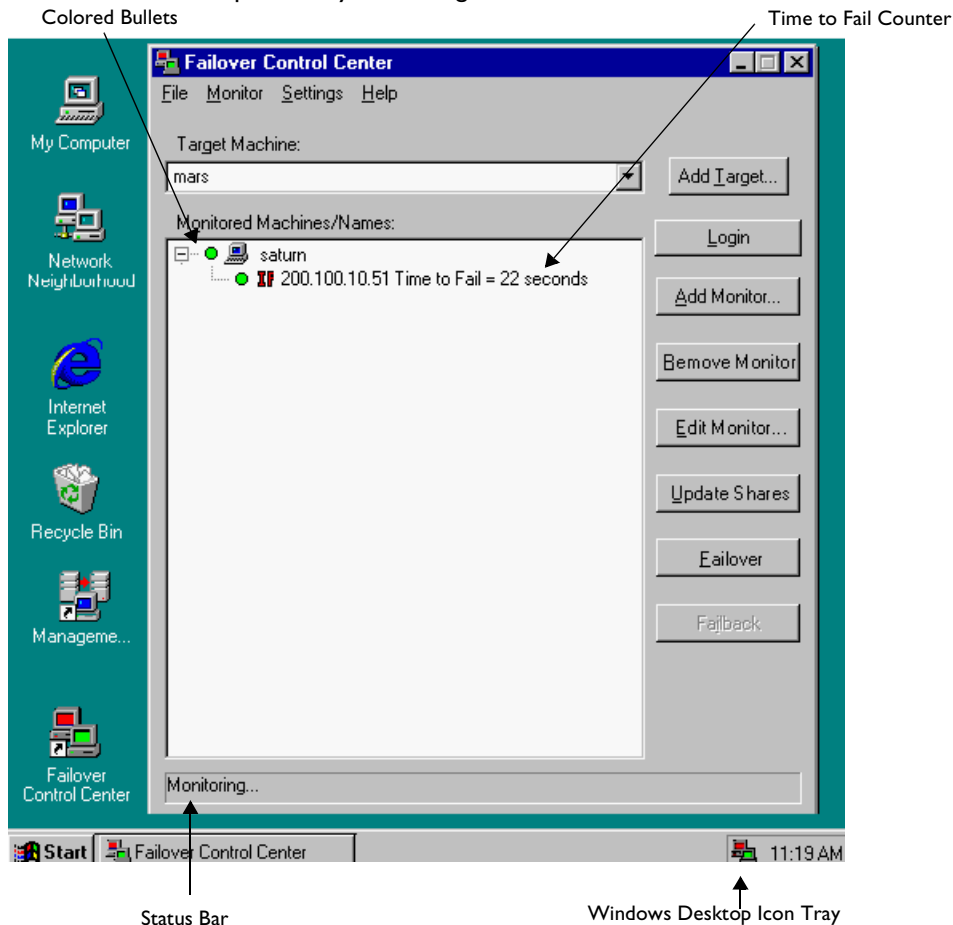 Colored Bullets
Time to Fail Counter
Failover Control Center
File Monitor Settings Help
My Computer
Target Machine:
mars
Add Target...
Monitored Machines/Names:
Login
saturn
200.100.10.51 Time to Fail = 22 seconds
Network
Neighborhood
Add Monitor...
Remove Monitor
Internet
Explorer
Edit Monitor...
Update Shares
Recycle Bin
Failover
Manageme...
Failback
Failover
Control Center
Monitoring...
Start
Failover Control Center
11:19 AM
Status Bar
Windows Desktop Icon Tray